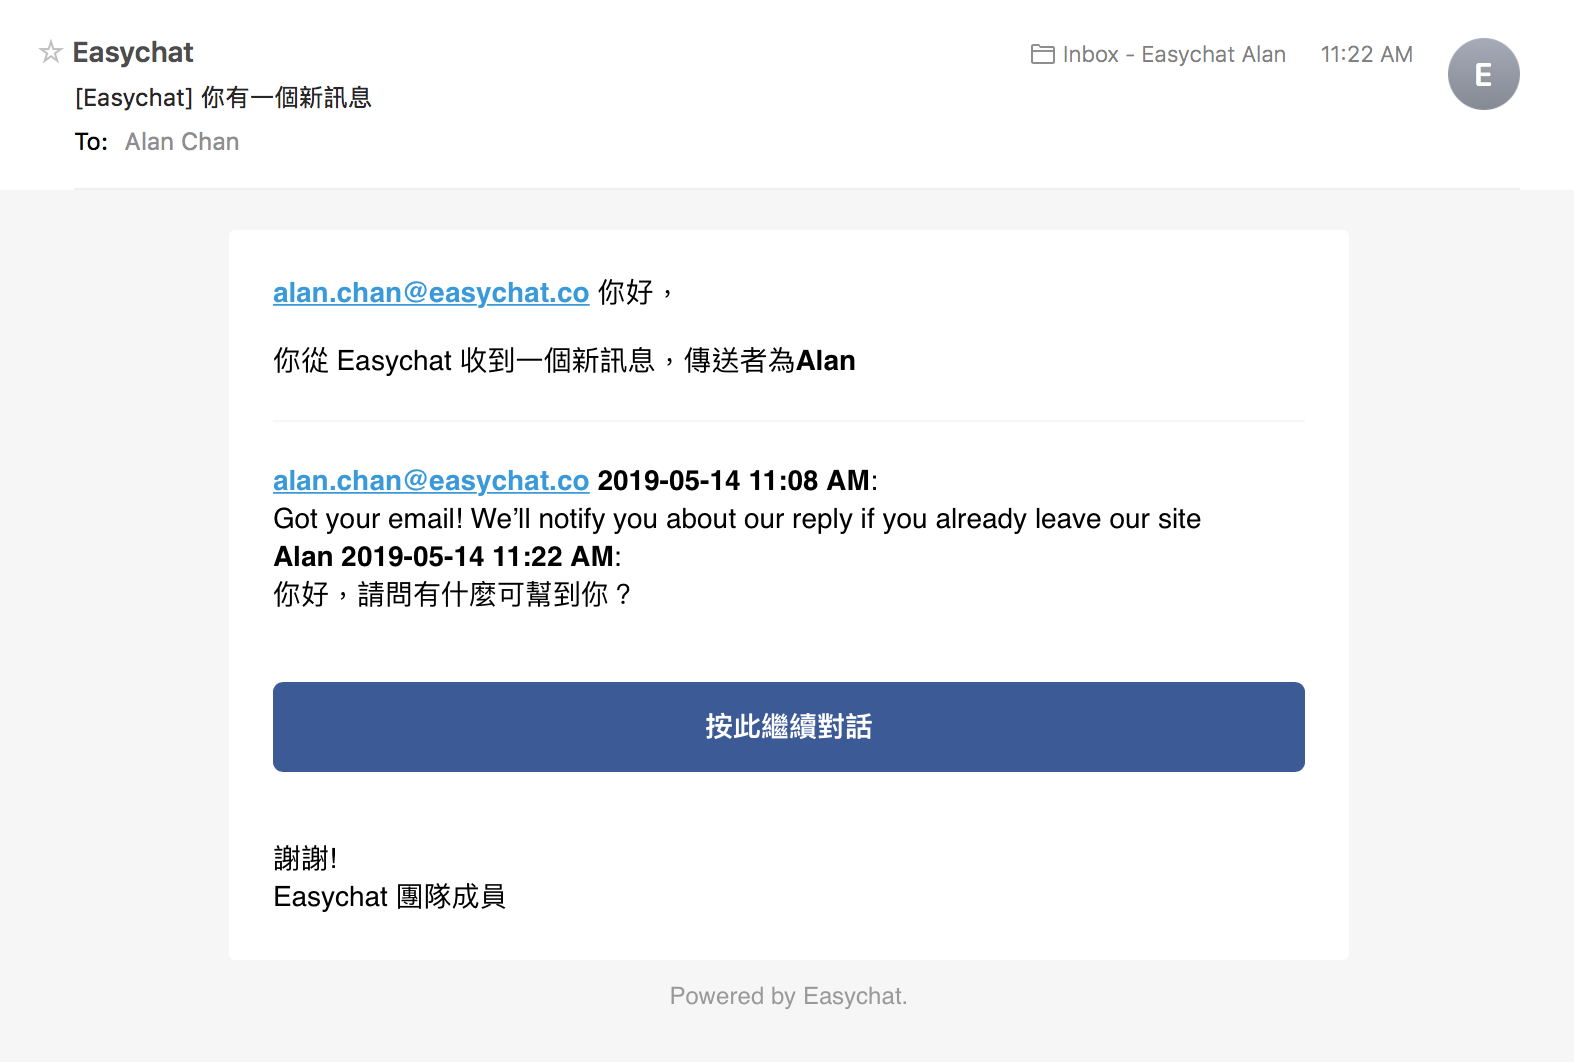 Easychat
Inbox - Easychat Alan 11:22 AM
E
[Easychat] 你有一個新訊息
To: Alan Chan
alan.chan@easychat.co 你好，
你從 Easychat 收到一個新訊息，傳送者為Alan
alan.chan@easychat.co 2019-05-14 11:08 AM:
Got your email! We’ll notify you about our reply if you already leave our site
Alan 2019-05-14 11:22 AM:
你好，請問有什麼可幫到你？
按此繼續對話
謝謝!
Easychat 團隊成員
Powered by Easychat.